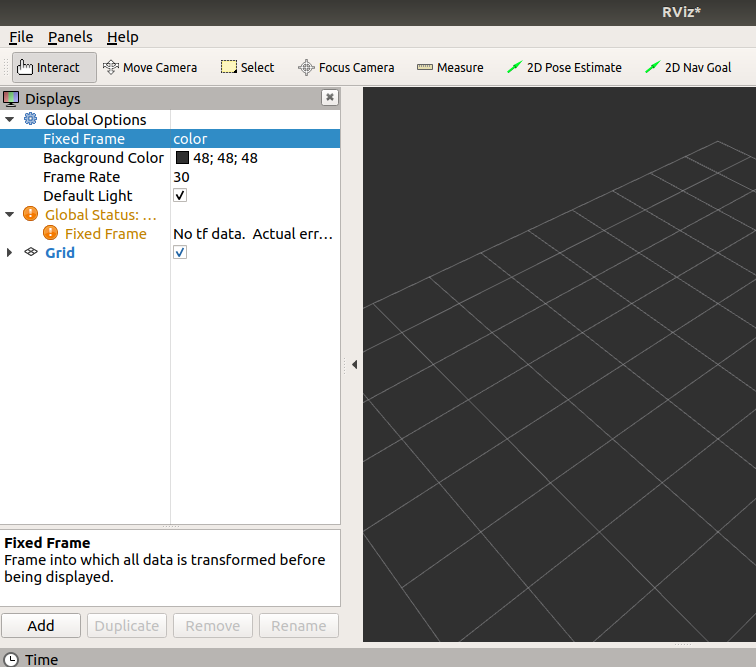 RViz*
File Panels Help
Interact Move Camera Select Focus Camera Measure 2D Pose Estimate 2D Nav Goal
Displays
Global Options
Fixed Frame color
Background Color 48; 48; 48
Frame Rate 30
Default Light
Global Status: ...
Fixed Frame No tf data.  Actual err...
Grid
Fixed Frame
Frame into which all data is transformed before
being displayed.
Add Duplicate Remove Rename
Time